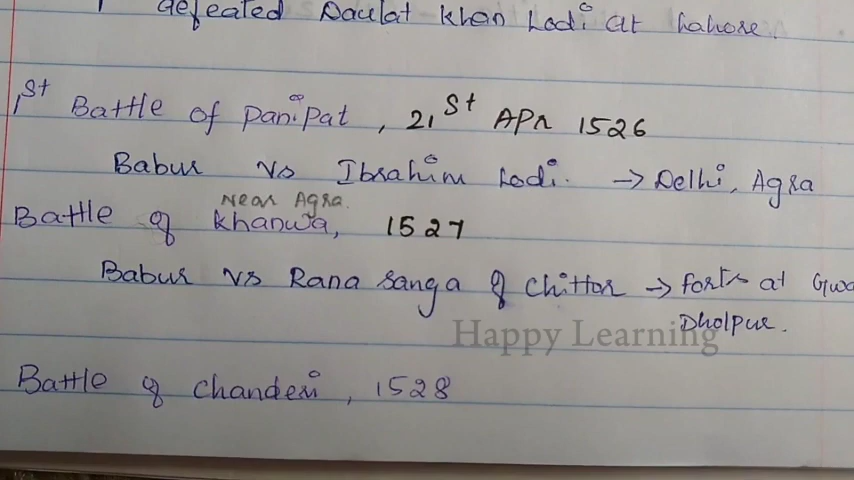 defeated Daulat Khan Lodi at Lahore.
1st Battle of Panipat, 21st Apr 1526
Babur Vs Ibrahim Lodi. → Delhi, Agra
Near Agra.
Battle of Khanwa, 1527
Babur Vs Rana Sanga of Chittor → forts at Gwa
Dholpur.
Happy Learning
Battle of Chanderi, 1528